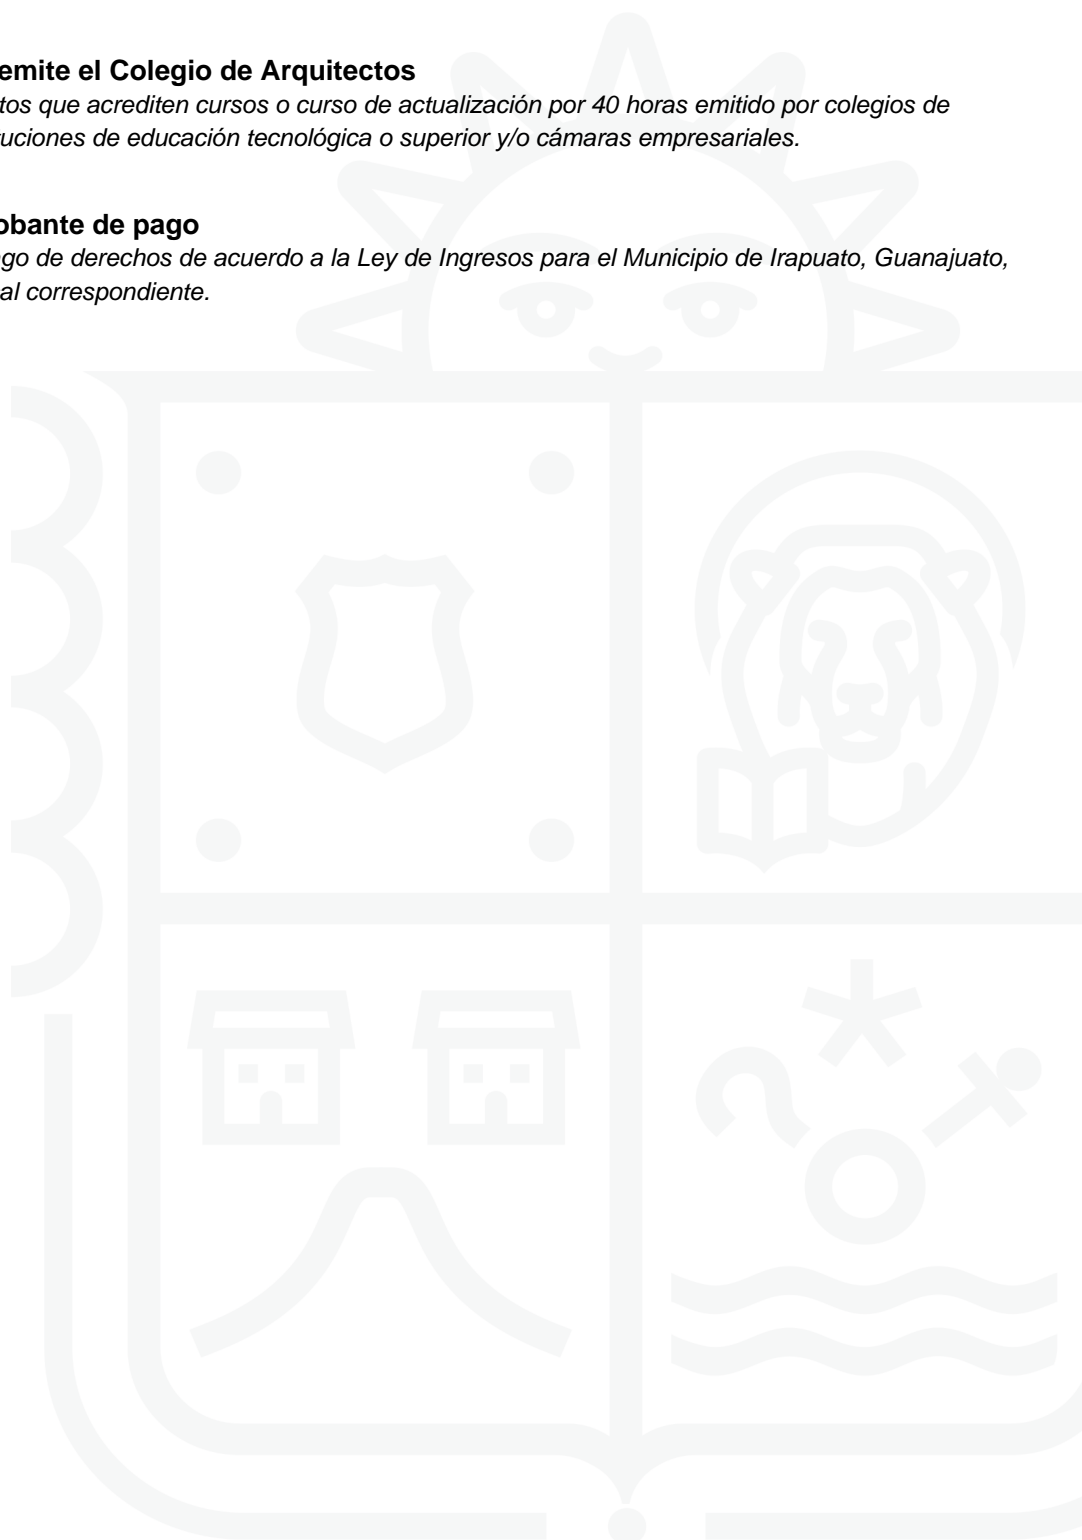 emite el Colegio de Arquitectos
tos que acrediten cursos o curso de actualización por 40 horas emitido por colegios de
uciones de educación tecnológica o superior y/o cámaras empresariales.
obante de pago
go de derechos de acuerdo a la Ley de Ingresos para el Municipio de Irapuato, Guanajuato,
al correspondiente.